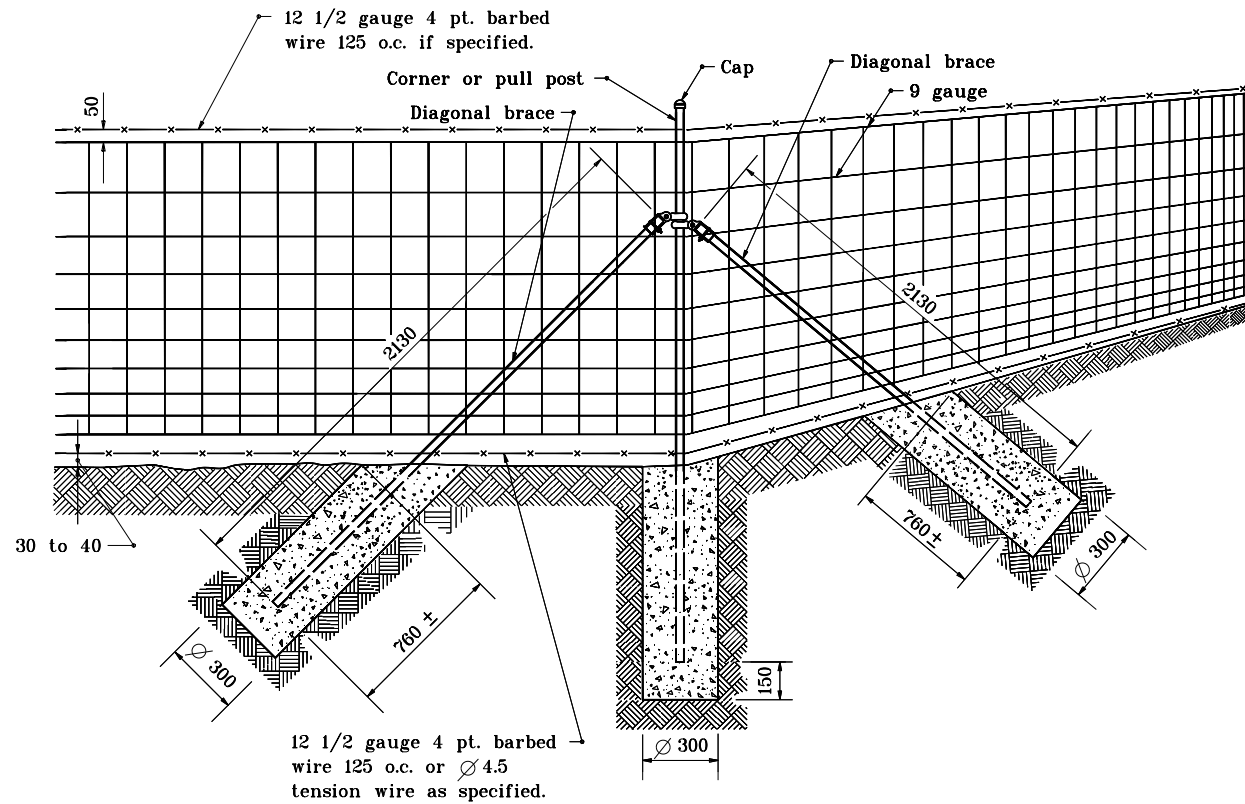 12 1/2 gauge 4 pt. barbed
wire 125 o.c. if specified.
Corner or pull post
Cap
Diagonal brace
9 gauge
Diagonal brace
50
2130
2130
30 to 40
760 ±
Ø 300
760 ±
Ø 300
150
Ø 300
12 1/2 gauge 4 pt. barbed
wire 125 o.c. or Ø 4.5
tension wire as specified.